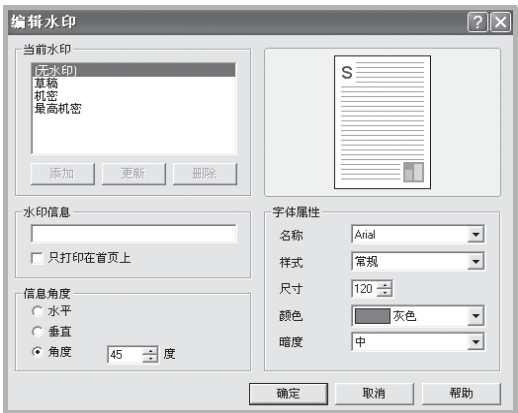 编辑水印
当前水印
(无水印)
草稿
机密
最高机密
添加 更新 删除
S
水印信息
只打印在首页上
信息角度
水平
垂直
角度 45 度
字体属性
名称 Arial
样式 常规
尺寸 120
颜色 灰色
暗度 中
确定 取消 帮助